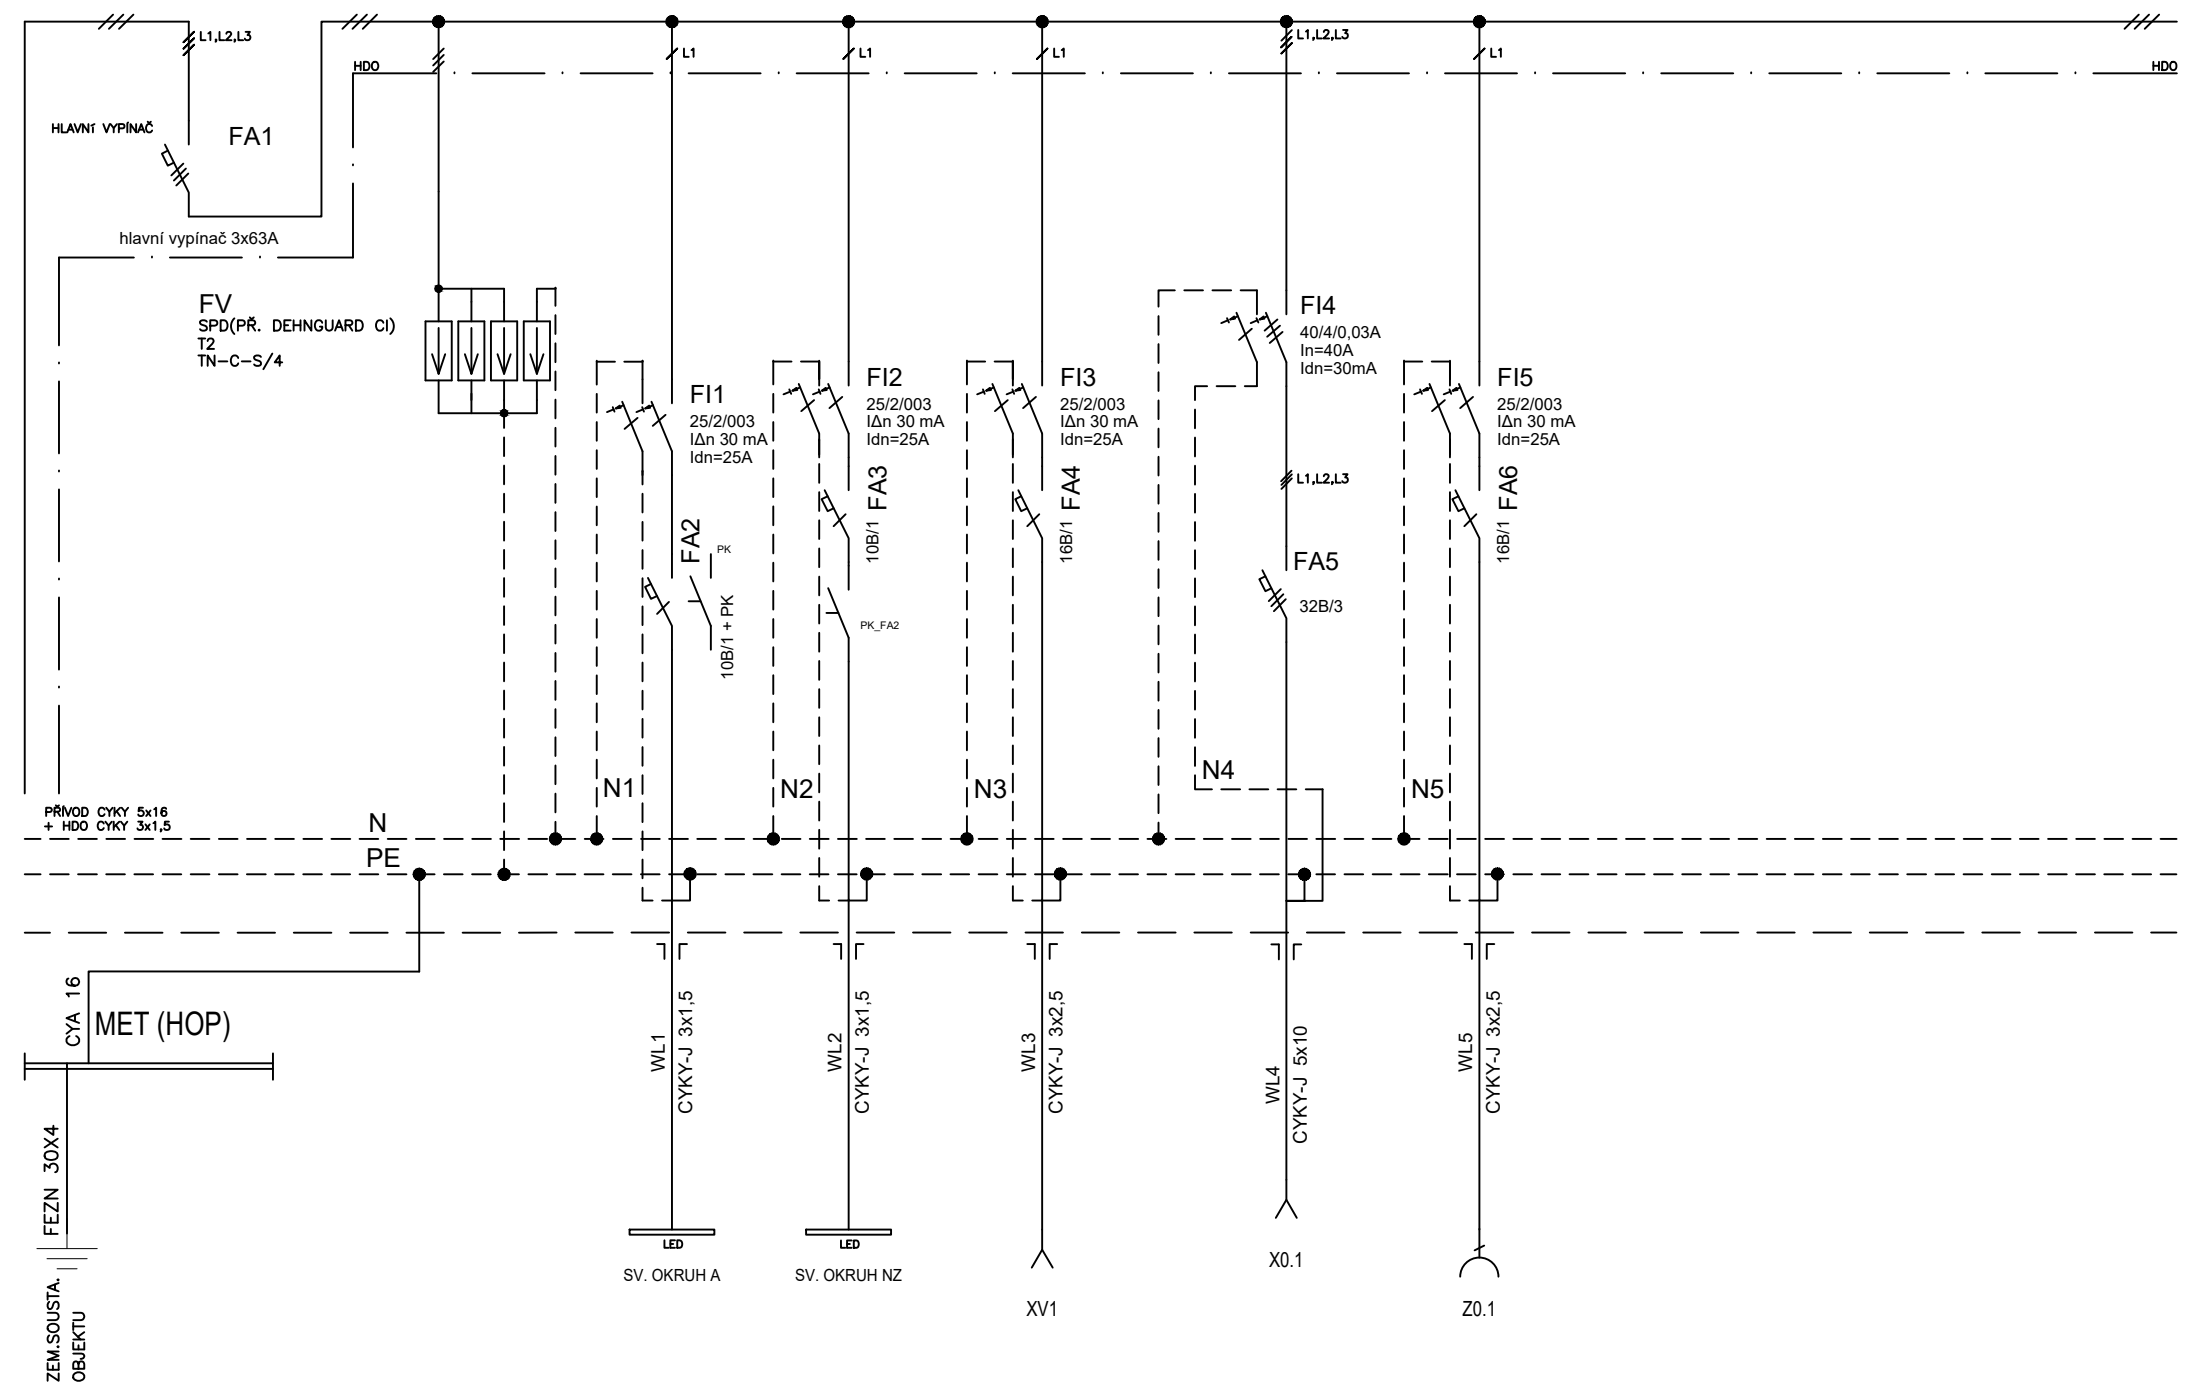 L1,L2,L3
L1
L1
L1
L1,L2,L3
L1
HDO
HDO
HLAVNí VYPÍNAČ
FA1
hlavní vypínač 3x63A
FV
SPD(PŘ. DEHNGUARD CI)
T2
TN-C-S/4
FI1
25/2/003
IΔn 30 mA
Idn=25A
FA2
PK
10B/1 + PK
FI2
25/2/003
IΔn 30 mA
Idn=25A
FA3
10B/1
PK_FA2
FI3
25/2/003
IΔn 30 mA
Idn=25A
FA4
16B/1
FI4
40/4/0,03A
In=40A
Idn=30mA
L1,L2,L3
FA5
32B/3
FI5
25/2/003
IΔn 30 mA
Idn=25A
FA6
16B/1
N1
N2
N3
N4
N5
PŘÍVOD CYKY 5x16
+ HDO CYKY 3x1,5
N
PE
CYA 16
MET (HOP)
FEZN 30X4
ZEM.SOUSTA.
OBJEKTU
WL1
CYKY-J 3x1,5
WL2
CYKY-J 3x1,5
WL3
CYKY-J 3x2,5
WL4
CYKY-J 5x10
WL5
CYKY-J 3x2,5
LED
SV. OKRUH A
LED
SV. OKRUH NZ
XV1
X0.1
Z0.1